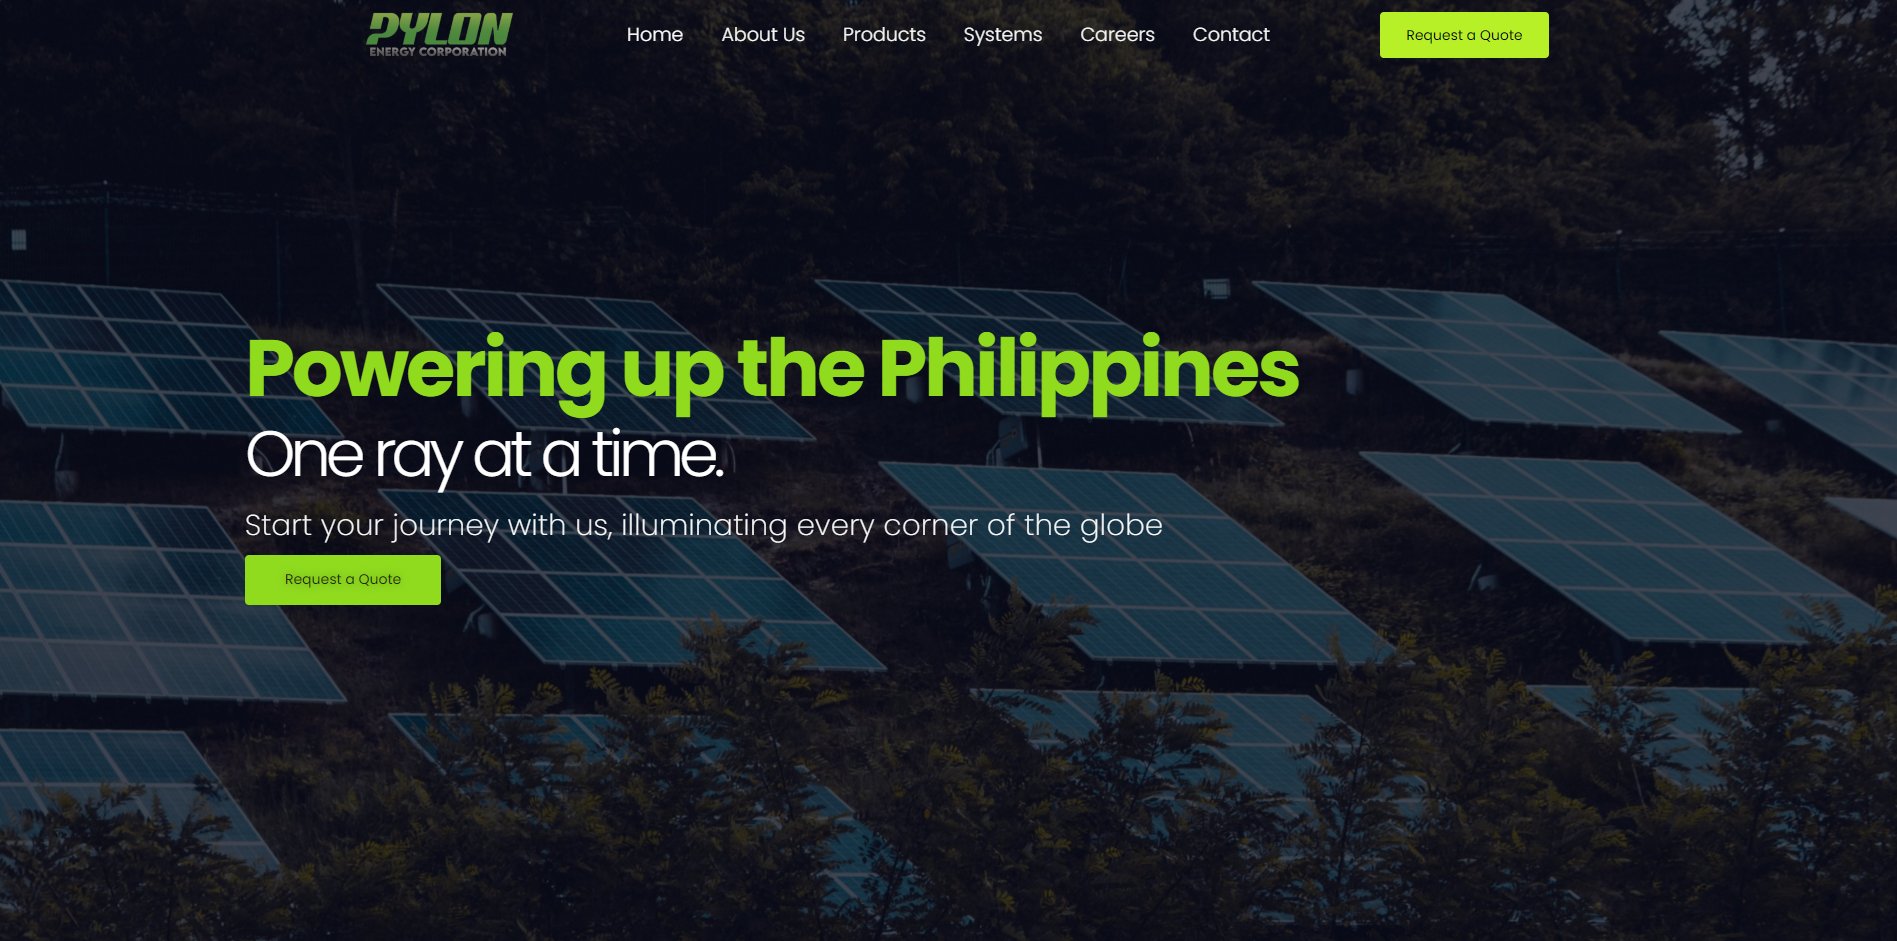 PYLON
ENERGY CORPORATION
Home
About Us
Products
Systems
Careers
Contact
Request a Quote
Powering up the Philippines
One ray at a time.
Start your journey with us, illuminating every corner of the globe
Request a Quote